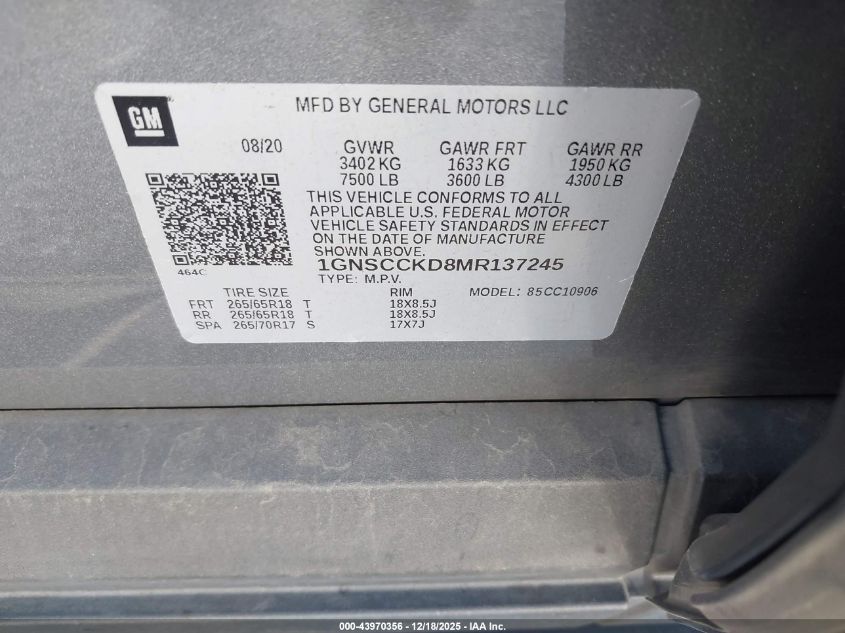 GM
MFD BY GENERAL MOTORS LLC
08/20 GVWR GAWR FRT GAWR RR
3402 KG 1633 KG 1950 KG
7500 LB 3600 LB 4300 LB
THIS VEHICLE CONFORMS TO ALL
APPLICABLE U.S. FEDERAL MOTOR
VEHICLE SAFETY STANDARDS IN EFFECT
ON THE DATE OF MANUFACTURE
SHOWN ABOVE.
464C
1GNSCCKD8MR137245
TYPE: M.P.V.
TIRE SIZE RIM MODEL: 85CC10906
FRT 265/65R18 T 18X8.5J
RR 265/65R18 T 18X8.5J
SPA 265/70R17 S 17X7J
000-43970356 - 12/18/2025 - IAA Inc.